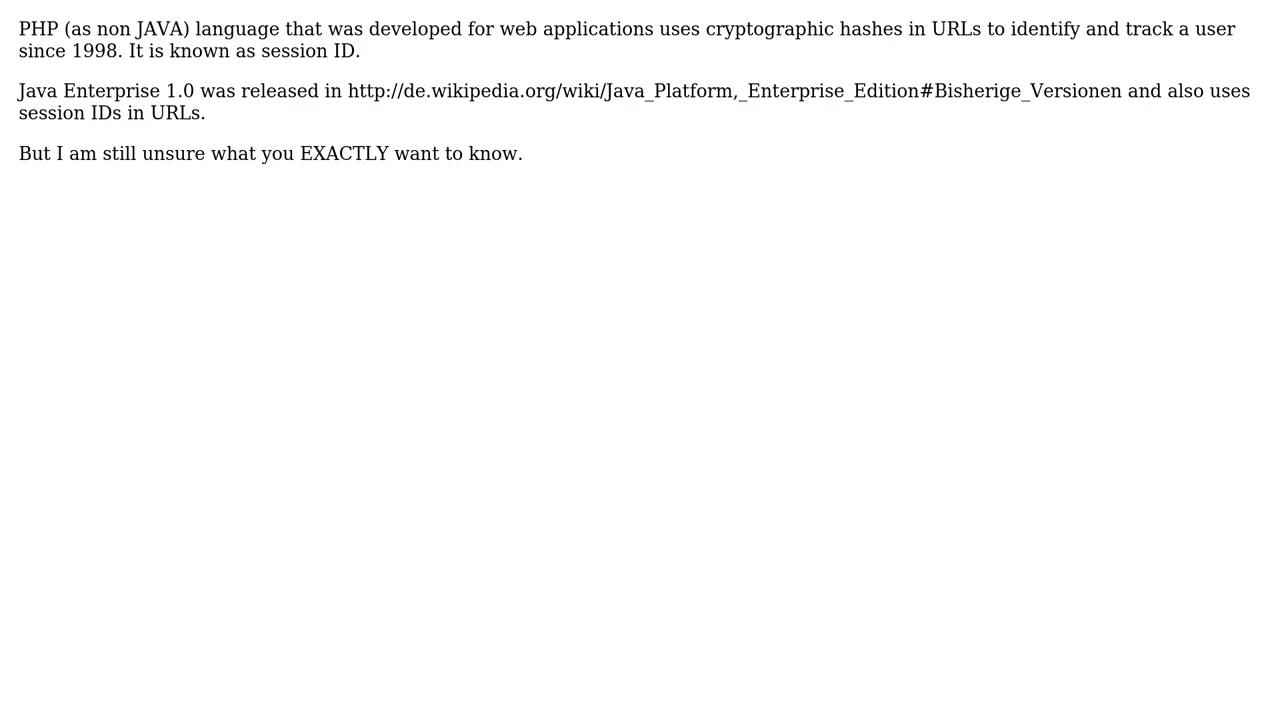 PHP (as non JAVA) language that was developed for web applications uses cryptographic hashes in URLs to identify and track a user
since 1998. It is known as session ID.
Java Enterprise 1.0 was released in http://de.wikipedia.org/wiki/Java_Platform,_Enterprise_Edition#Bisherige_Versionen and also uses
session IDs in URLs.
But I am still unsure what you EXACTLY want to know.